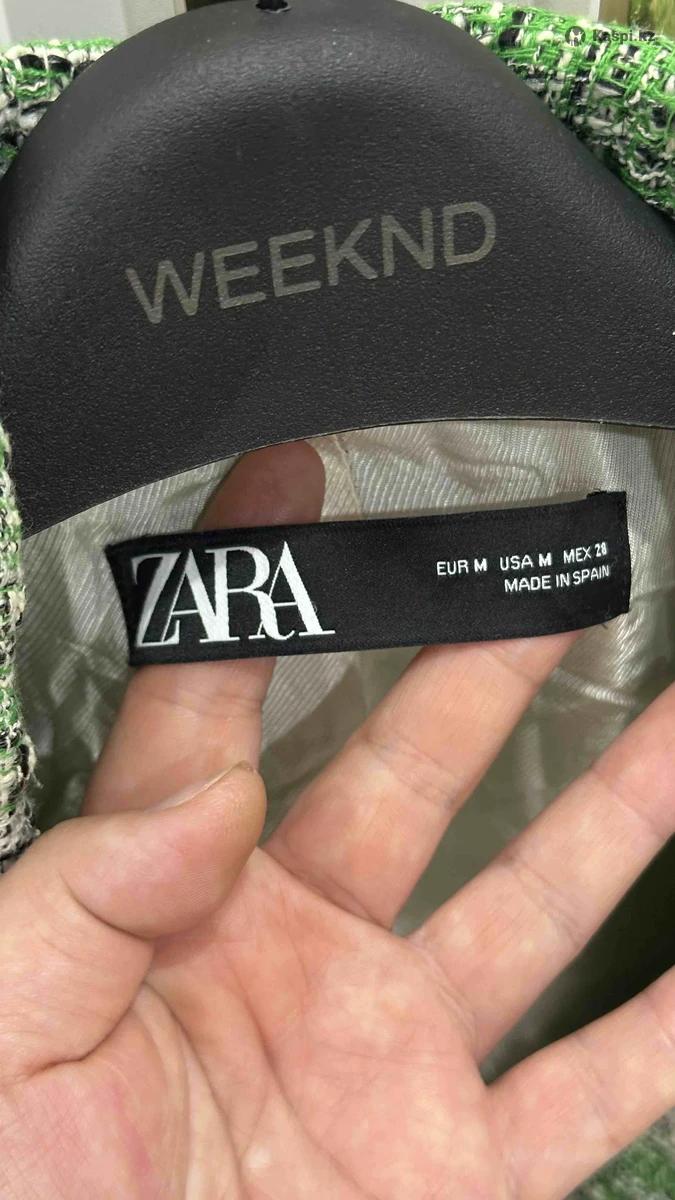 Kaspi.kz
WEEKND
ZARA
EUR M USA M MEX 28
MADE IN SPAIN